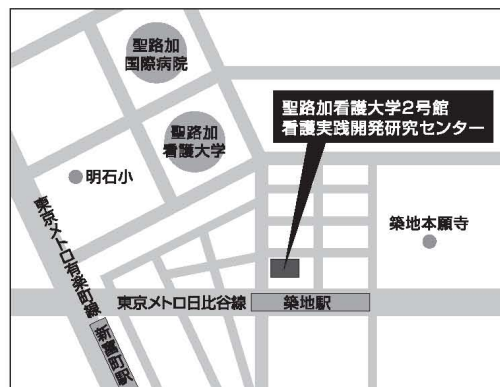 聖路加
国際病院
聖路加看護大学2号館
看護実践開発研究センター
聖路加
看護大学
明石小
築地本願寺
東京メトロ有楽町線
東京メトロ日比谷線
築地駅
新富町駅